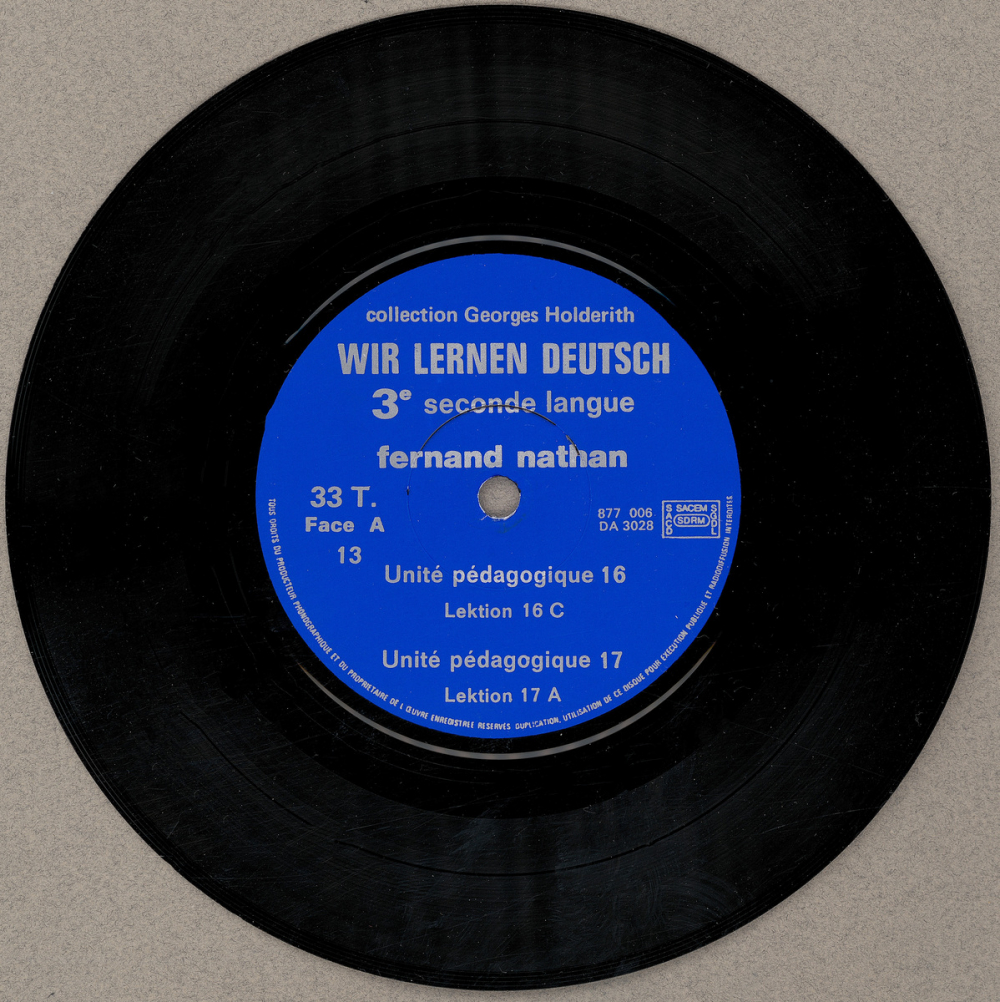 collection Georges Holderith
WIR LERNEN DEUTSCH
3e seconde langue
fernand nathan
33 T.
Face A
13
877 006
DA 3028
SACD
SACEM
SDRM
SGDL
Unité pédagogique 16
Lektion 16 C
Unité pédagogique 17
Lektion 17 A
TOUS DROITS DU PRODUCTEUR PHONOGRAPHIQUE ET DU PROPRIETAIRE DE L ŒUVRE ENREGISTREE RESERVES DUPLICATION, UTILISATION DE CE DISQUE POUR EXECUTION PUBLIQUE ET RADIODIFFUSION INTERDITES